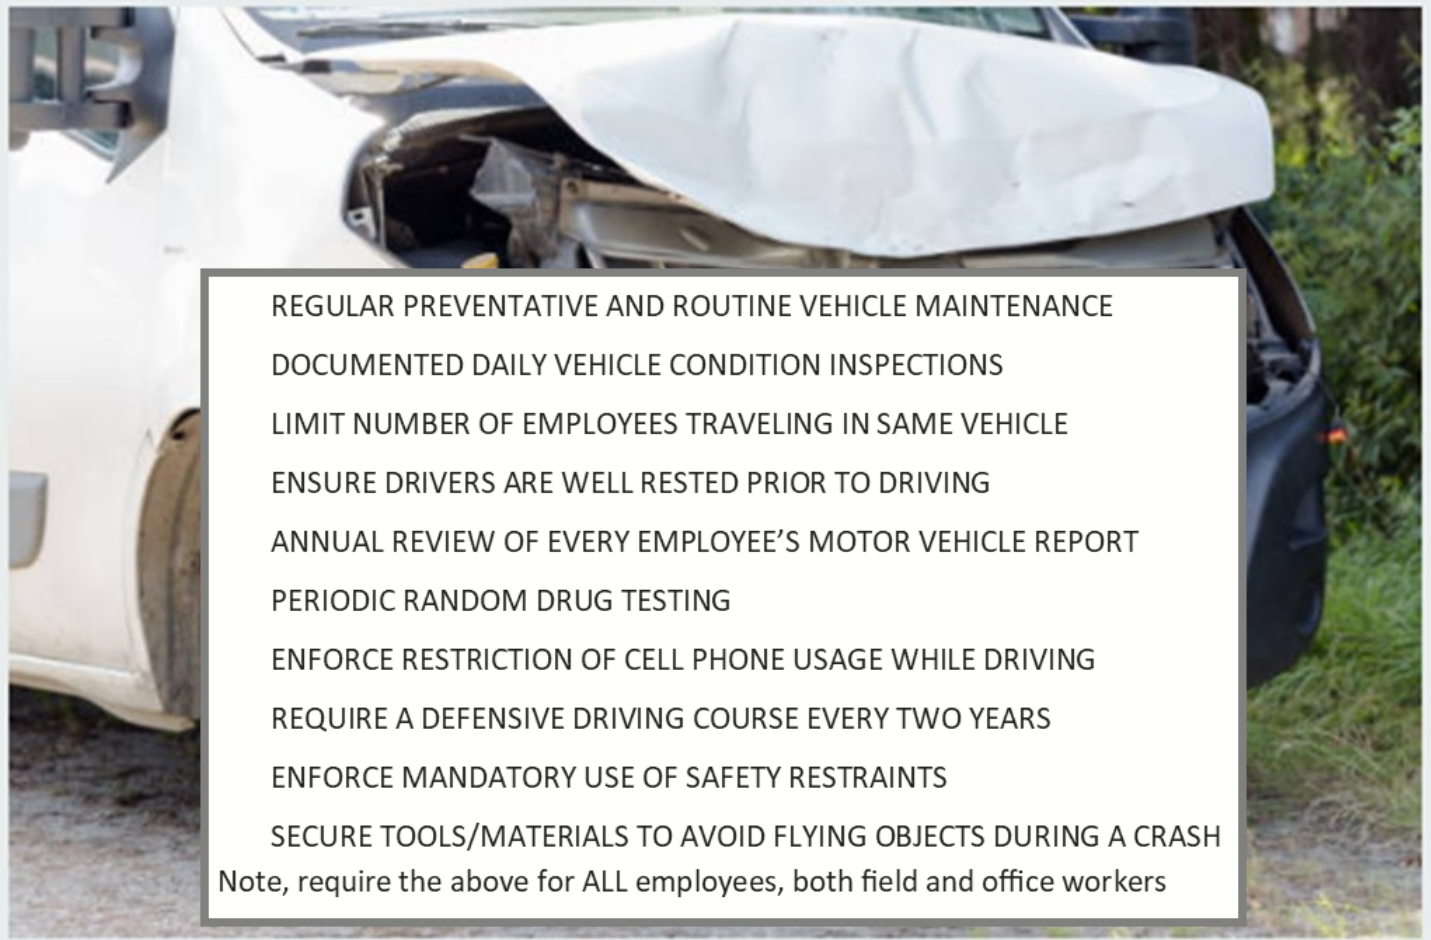 REGULAR PREVENTATIVE AND ROUTINE VEHICLE MAINTENANCE
DOCUMENTED DAILY VEHICLE CONDITION INSPECTIONS
LIMIT NUMBER OF EMPLOYEES TRAVELING IN SAME VEHICLE
ENSURE DRIVERS ARE WELL RESTED PRIOR TO DRIVING
ANNUAL REVIEW OF EVERY EMPLOYEE’S MOTOR VEHICLE REPORT
PERIODIC RANDOM DRUG TESTING
ENFORCE RESTRICTION OF CELL PHONE USAGE WHILE DRIVING
REQUIRE A DEFENSIVE DRIVING COURSE EVERY TWO YEARS
ENFORCE MANDATORY USE OF SAFETY RESTRAINTS
SECURE TOOLS/MATERIALS TO AVOID FLYING OBJECTS DURING A CRASH
Note, require the above for ALL employees, both field and office workers